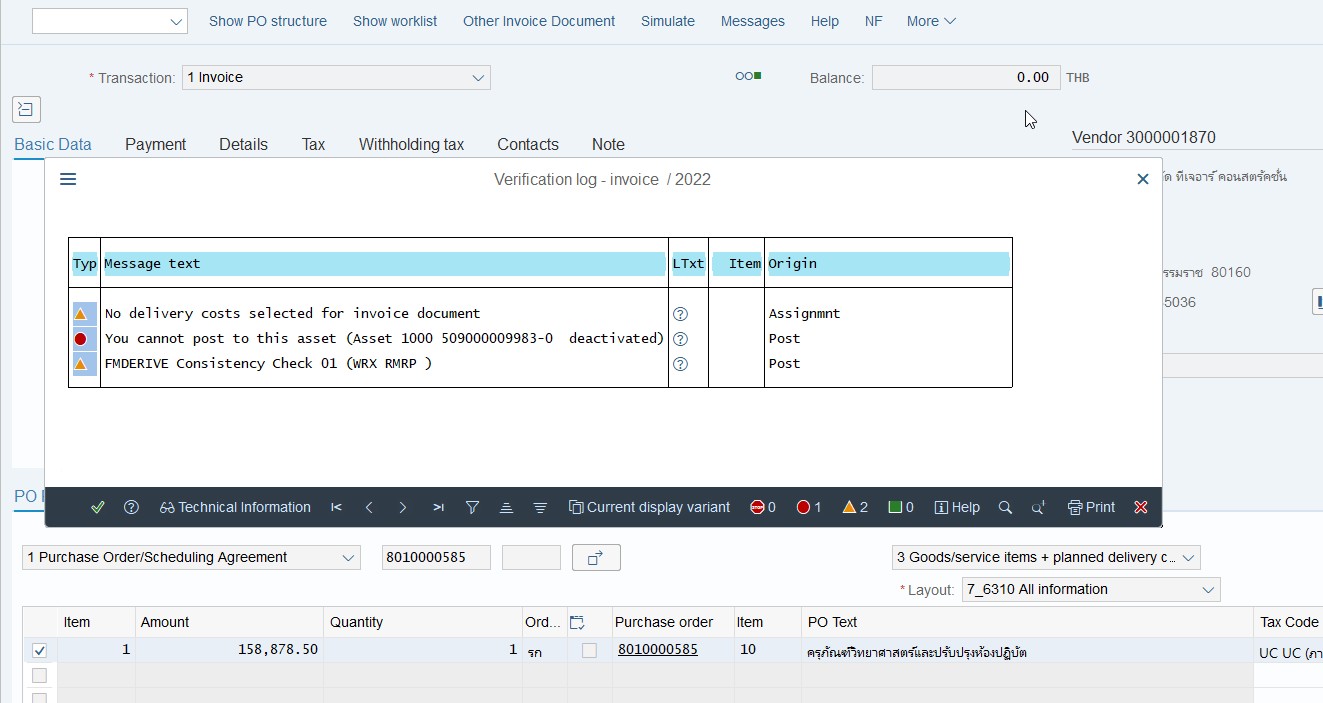 Show PO structure Show worklist Other Invoice Document Simulate Messages Help NF More
* Transaction: 1 Invoice Balance: 0.00 THB
Basic Data Payment Details Tax Withholding tax Contacts Note
Vendor 3000001870
ัด ทีเจอาร์ คอนสตรัคชั่น
รรมราช 80160
5036
Verification log - invoice / 2022
Typ Message text LTxt Item Origin
No delivery costs selected for invoice document Assignmnt
You cannot post to this asset (Asset 1000 509000009983-0 deactivated) Post
FMDERIVE Consistency Check 01 (WRX RMRP ) Post
Technical Information Current display variant STOP 0 1 2 0 Help Print
PO
1 Purchase Order/Scheduling Agreement 8010000585 3 Goods/service items + planned delivery c...
* Layout: 7_6310 All information
Item Amount Quantity Ord... Purchase order Item PO Text Tax Code
1 158,878.50 1 รก 8010000585 10 ครุภัณฑ์วิทยาศาสตร์และปรับปรุงห้องปฏิบัต UC UC (ภา